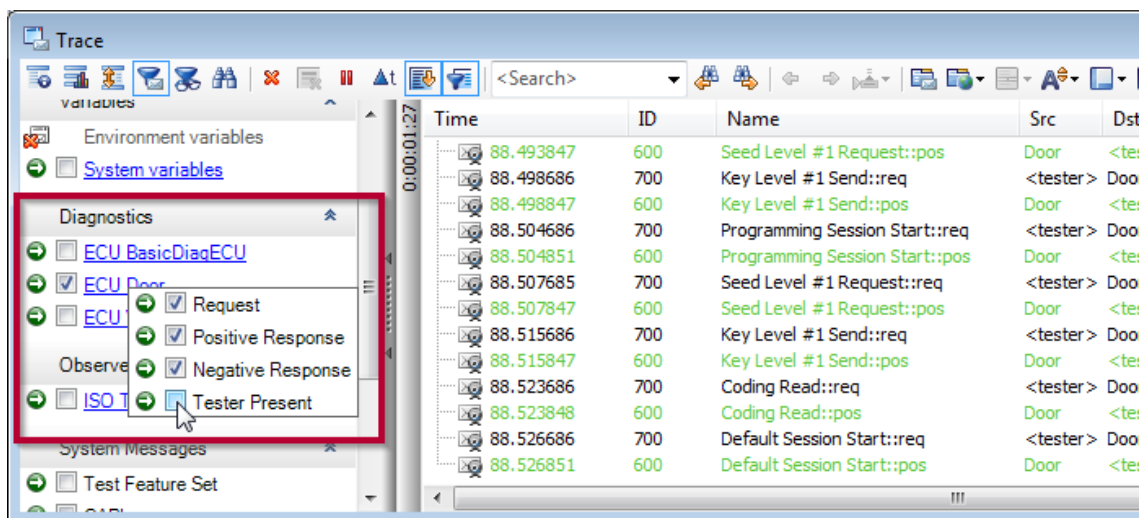 Trace
Δt
<Search>
Variables
Environment variables
System variables
Diagnostics
ECU BasicDiagECU
ECU Door
ECU
Request
Positive Response
Negative Response
Tester Present
Observe
ISO T
System Messages
Test Feature Set
0:00:01:27
Time ID Name Src Dst
88.493847 600 Seed Level #1 Request::pos Door <tes
88.498686 700 Key Level #1 Send::req <tester> Doo
88.498847 600 Key Level #1 Send::pos Door <tes
88.504686 700 Programming Session Start::req <tester> Doo
88.504851 600 Programming Session Start::pos Door <tes
88.507685 700 Seed Level #1 Request::req <tester> Doo
88.507847 600 Seed Level #1 Request::pos Door <tes
88.515686 700 Key Level #1 Send::req <tester> Doo
88.515847 600 Key Level #1 Send::pos Door <tes
88.523686 700 Coding Read::req <tester> Doo
88.523848 600 Coding Read::pos Door <tes
88.526686 700 Default Session Start::req <tester> Doo
88.526851 600 Default Session Start::pos Door <tes